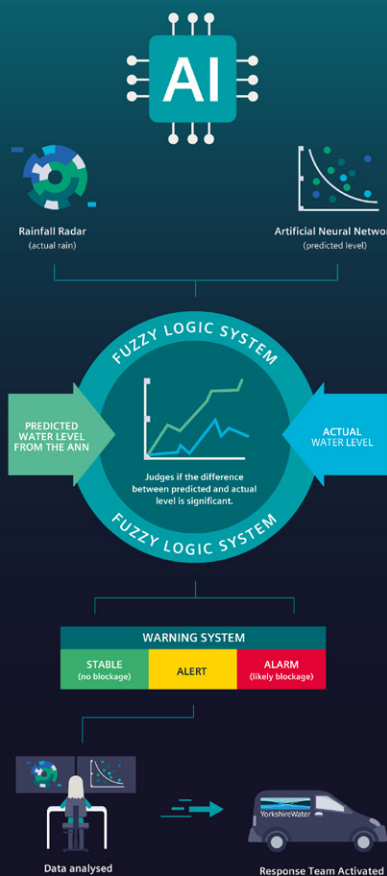 AI
Rainfall Radar
(actual rain)
Artificial Neural Networ
(predicted level)
FUZZY LOGIC SYSTEM
PREDICTED
WATER LEVEL
FROM THE ANN
ACTUAL
WATER LEVEL
Judges if the difference
between predicted and actual
level is significant.
FUZZY LOGIC SYSTEM
WARNING SYSTEM
STABLE
(no blockage)
ALERT
ALARM
(likely blockage)
YorkshireWater
Data analysed
Response Team Activated